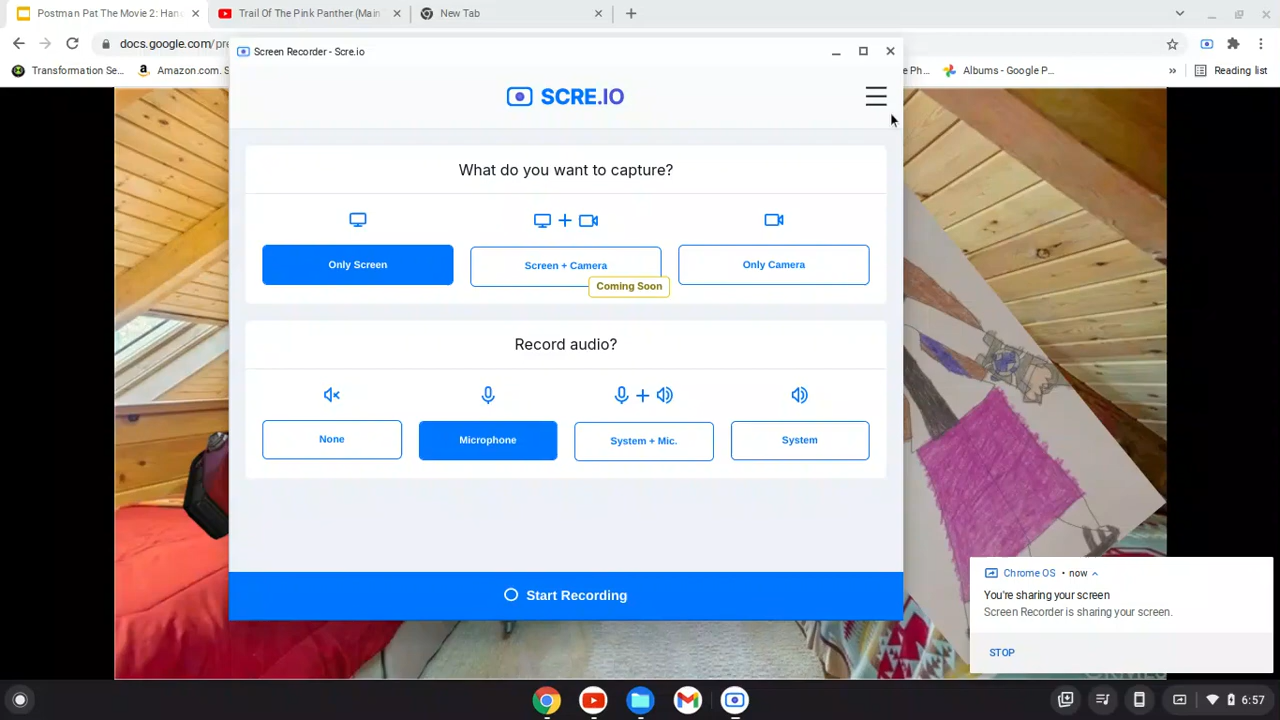 Postman Pat The Movie 2: Han
Trail Of The Pink Panther (Main
New Tab
docs.google.com/pre
Transformation Se...
Amazon.com. S
e Ph...
Albums - Google P...
»
Reading list
Screen Recorder - Scre.io
SCRE.IO
What do you want to capture?
Only Screen
Screen + Camera
Only Camera
Coming Soon
Record audio?
None
Microphone
System + Mic.
System
Start Recording
Chrome OS • now
You're sharing your screen
Screen Recorder is sharing your screen.
STOP
6:57